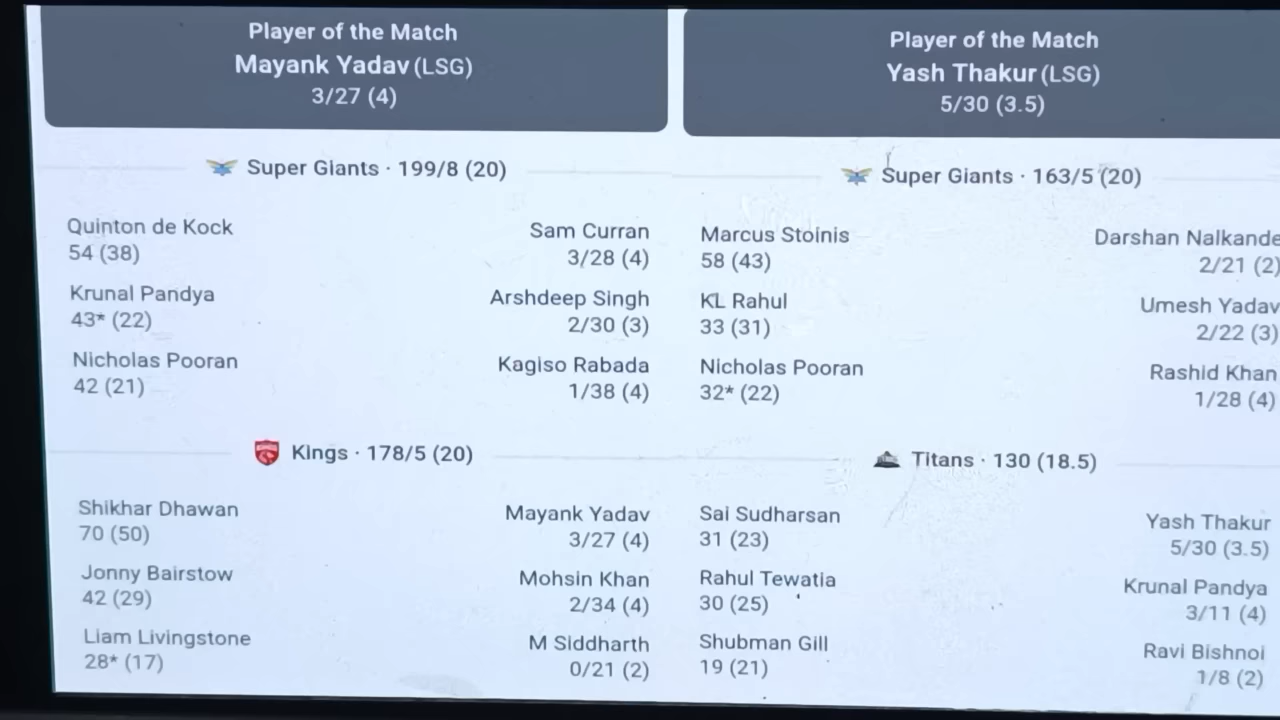 Player of the Match
Mayank Yadav (LSG)
3/27 (4)
Super Giants · 199/8 (20)
Quinton de Kock
54 (38)
Krunal Pandya
43* (22)
Nicholas Pooran
42 (21)
Sam Curran
3/28 (4)
Arshdeep Singh
2/30 (3)
Kagiso Rabada
1/38 (4)
Kings · 178/5 (20)
Shikhar Dhawan
70 (50)
Jonny Bairstow
42 (29)
Liam Livingstone
28* (17)
Mayank Yadav
3/27 (4)
Mohsin Khan
2/34 (4)
M Siddharth
0/21 (2)
Player of the Match
Yash Thakur (LSG)
5/30 (3.5)
Super Giants · 163/5 (20)
Marcus Stoinis
58 (43)
KL Rahul
33 (31)
Nicholas Pooran
32* (22)
Darshan Nalkande
2/21 (2)
Umesh Yadav
2/22 (3)
Rashid Khan
1/28 (4)
Titans · 130 (18.5)
Sai Sudharsan
31 (23)
Rahul Tewatia
30 (25)
Shubman Gill
19 (21)
Yash Thakur
5/30 (3.5)
Krunal Pandya
3/11 (4)
Ravi Bishnoi
1/8 (2)